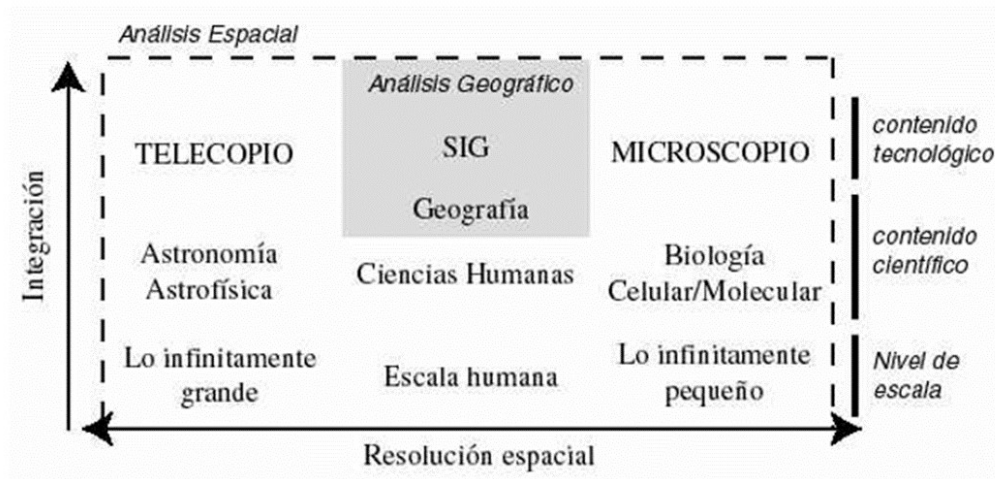 Análisis Espacial
Análisis Geográfico
TELECOPIO
SIG
MICROSCOPIO
contenido
tecnológico
Geografía
Integración
Astronomía
Astrofísica
Ciencias Humanas
Biología
Celular/Molecular
contenido
científico
Lo infinitamente
grande
Escala humana
Lo infinitamente
pequeño
Nivel de
escala
Resolución espacial